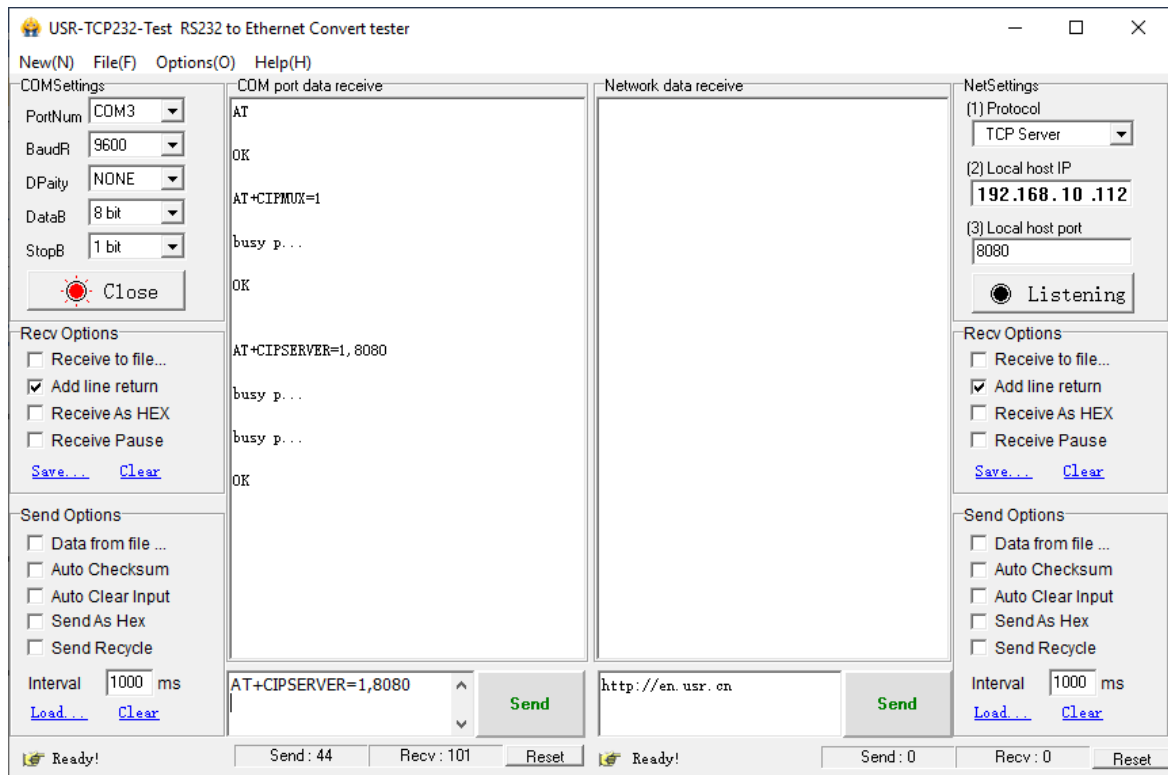 USR-TCP232-Test RS232 to Ethernet Convert tester
New(N) File(F) Options(O) Help(H)
COMSettings
PortNum COM3
BaudR 9600
DPaity NONE
DataB 8 bit
StopB 1 bit
Close
Recv Options
Receive to file...
Add line return
Receive As HEX
Receive Pause
Save... Clear
Send Options
Data from file ...
Auto Checksum
Auto Clear Input
Send As Hex
Send Recycle
Interval 1000 ms
Load... Clear
COM port data receive
AT
OK
AT+CIPMUX=1
busy p...
OK
AT+CIPSERVER=1,8080
busy p...
busy p...
OK
AT+CIPSERVER=1,8080
Send
Network data receive
http://en.usr.cn
Send
NetSettings
(1) Protocol
TCP Server
(2) Local host IP
192.168.10.112
(3) Local host port
8080
Listening
Recv Options
Receive to file...
Add line return
Receive As HEX
Receive Pause
Save... Clear
Send Options
Data from file ...
Auto Checksum
Auto Clear Input
Send As Hex
Send Recycle
Interval 1000 ms
Load... Clear
Ready! Send : 44 Recv : 101 Reset
Ready! Send : 0 Recv : 0 Reset